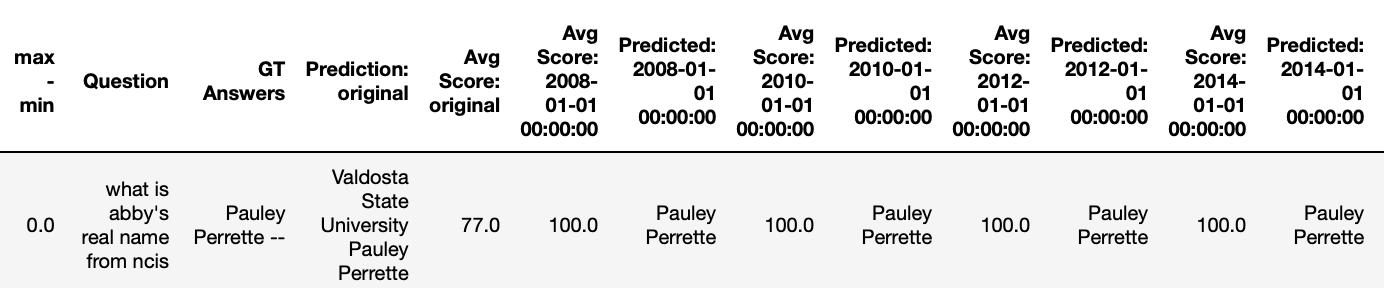 max
-
min
Question
GT
Answers
Prediction:
original
Avg
Score:
original
Avg
Score:
2008-
01-01
00:00:00
Predicted:
2008-01-
01
00:00:00
Avg
Score:
2010-
01-01
00:00:00
Predicted:
2010-01-
01
00:00:00
Avg
Score:
2012-
01-01
00:00:00
Predicted:
2012-01-
01
00:00:00
Avg
Score:
2014-
01-01
00:00:00
Predicted:
2014-01-
01
00:00:00
0.0
what is
abby's
real name
from ncis
Pauley
Perrette --
Valdosta
State
University
Pauley
Perrette
77.0
100.0
Pauley
Perrette
100.0
Pauley
Perrette
100.0
Pauley
Perrette
100.0
Pauley
Perrette